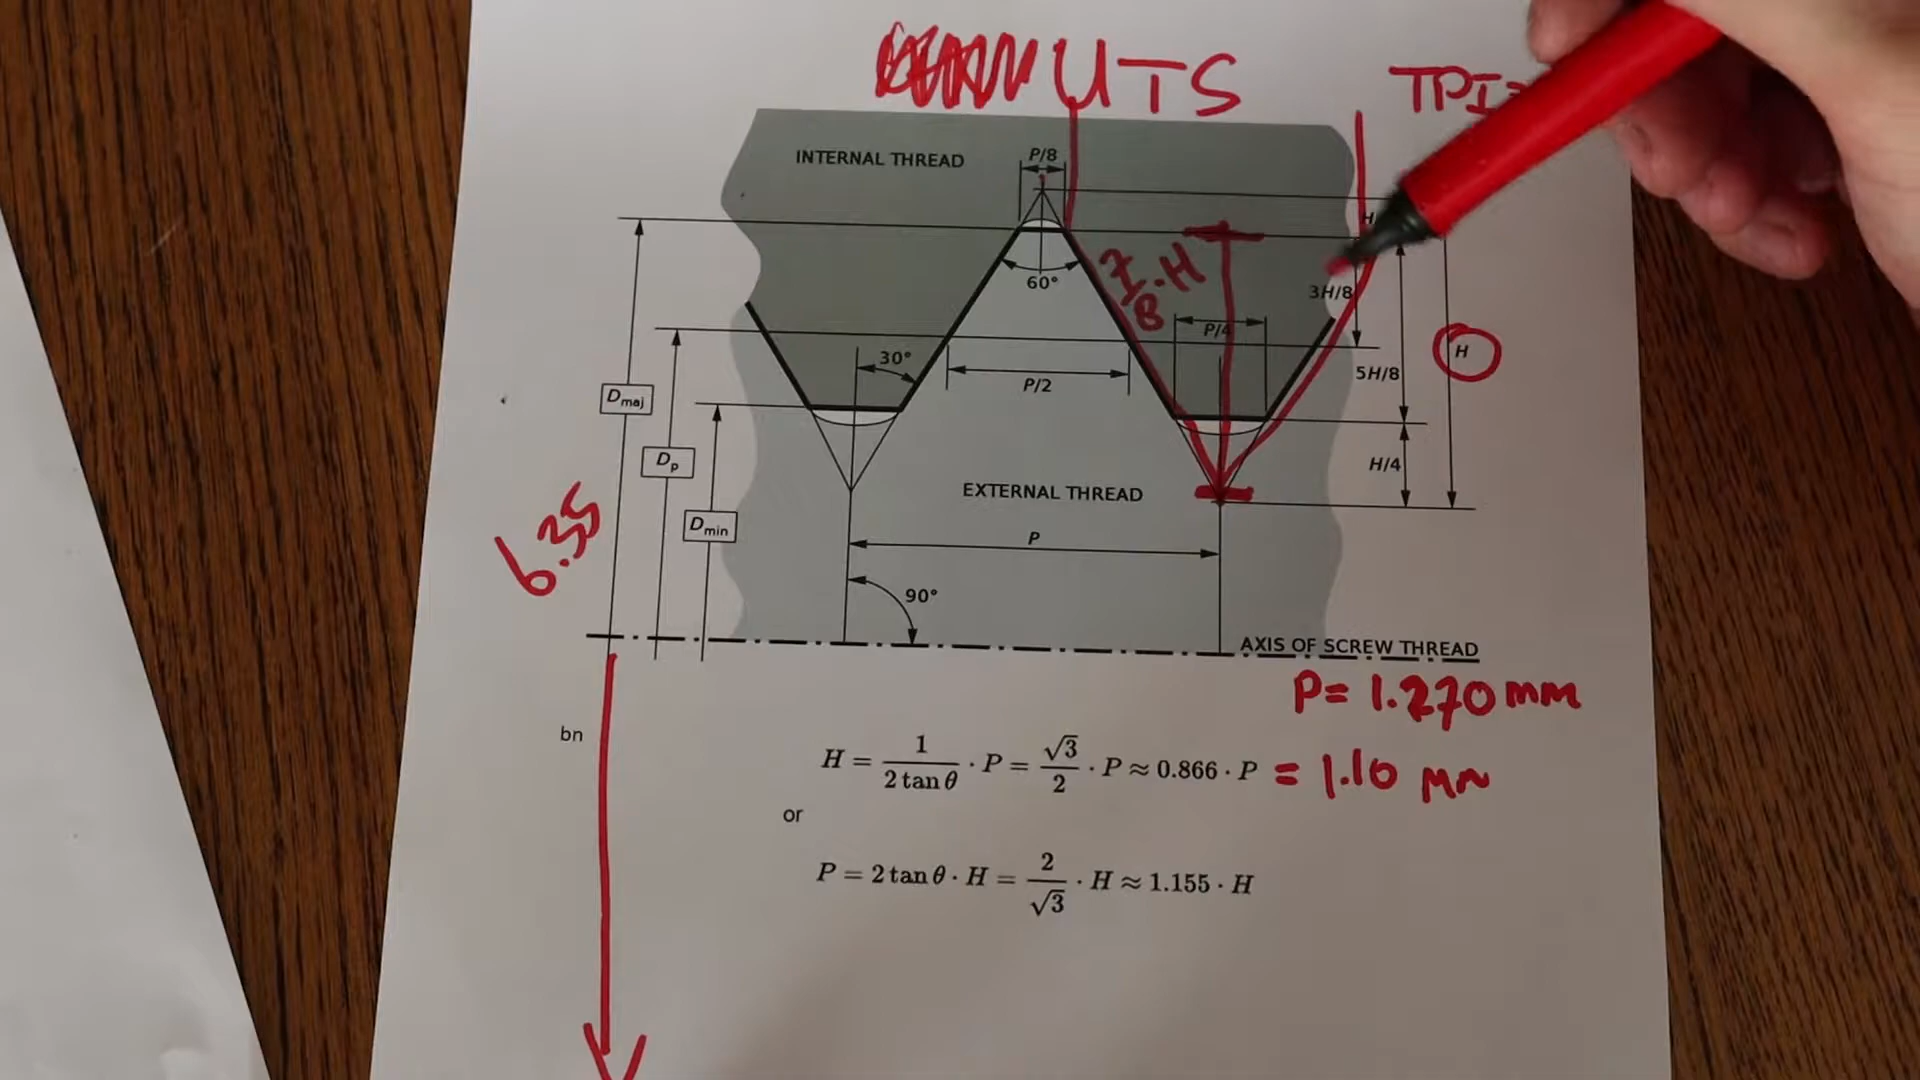 UTS
TPI=
INTERNAL THREAD
P/8
H
60°
7/8 · H
3H/8
P/4
30°
P/2
5H/8
H
Dmaj
Dp
H/4
Dmin
EXTERNAL THREAD
6.35
P
90°
AXIS OF SCREW THREAD
P = 1.270 mm
bn
H = 1/(2 tan θ) · P = √3/2 · P ≈ 0.866 · P = 1.10 mm
or
P = 2 tan θ · H = 2/√3 · H ≈ 1.155 · H